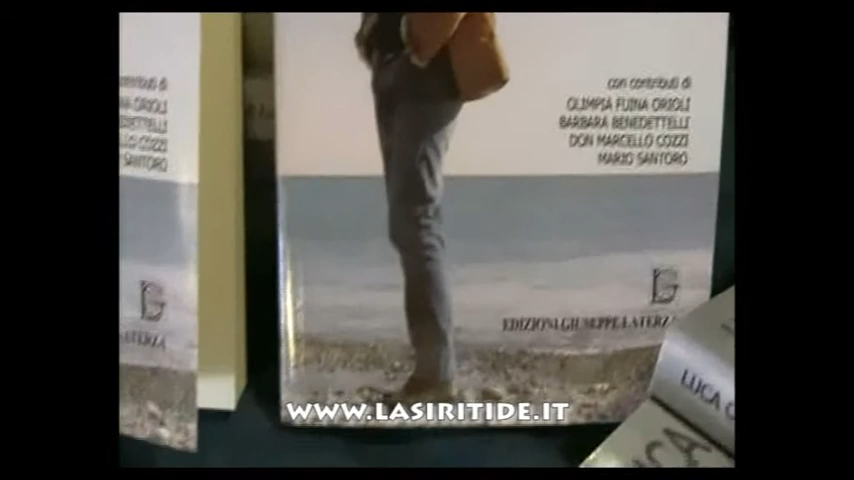 con contributi di
OLIMPIA FUINA ORIOLI
BARBARA BENEDETTELLI
DON MARCELLO COZZI
MARIO SANTORO
EDIZIONI GIUSEPPE LATERZA
WWW.LASIRITIDE.IT
LUCA